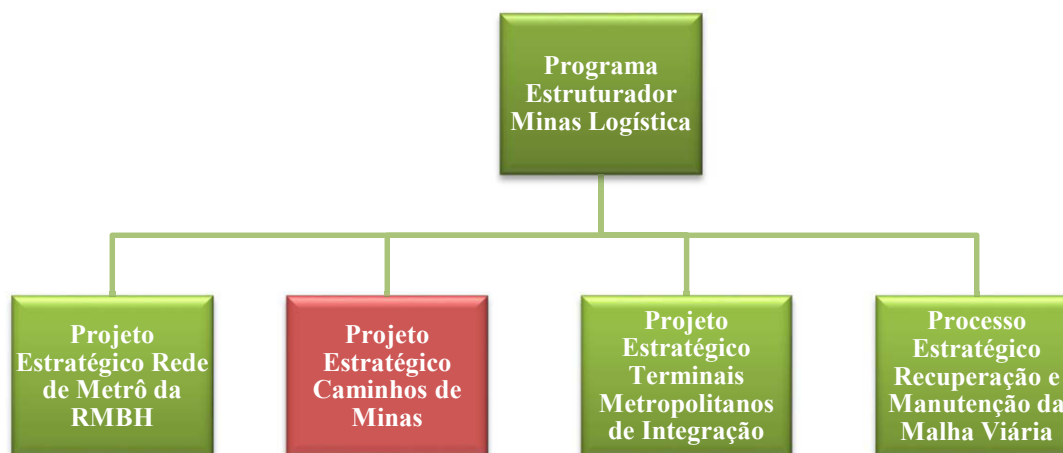 Programa
Estruturador
Minas Logística
Projeto
Estratégico Rede
de Metrô da
RMBH
Projeto
Estratégico
Caminhos de
Minas
Projeto
Estratégico
Terminais
Metropolitanos
de Integração
Processo
Estratégico
Recuperação e
Manutenção da
Malha Viária